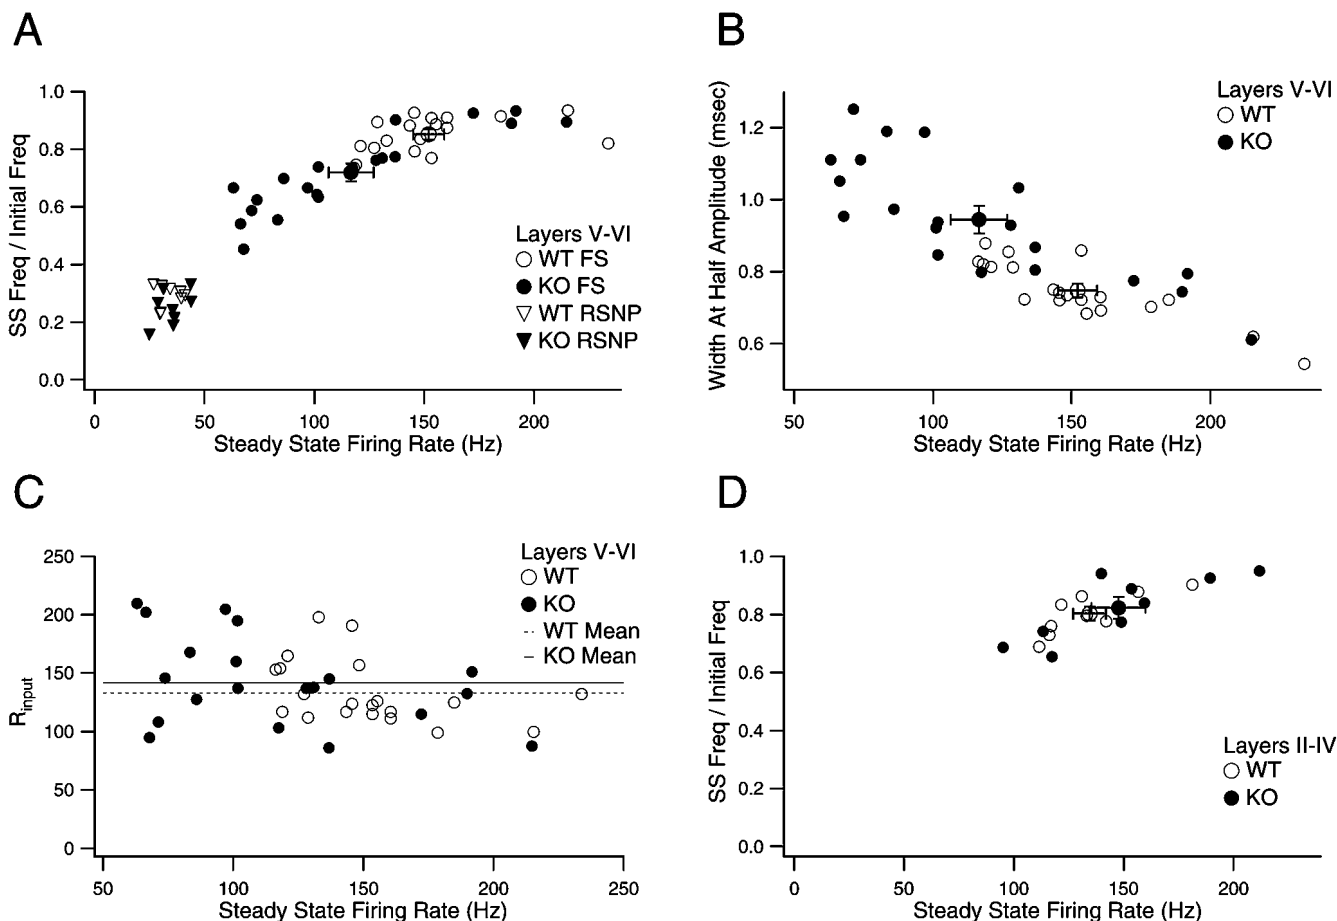 A
SS Freq / Initial Freq
1.0
0.8
0.6
0.4
0.2
0.0
Layers V-VI
WT FS
KO FS
WT RSNP
KO RSNP
0 50 100 150 200
Steady State Firing Rate (Hz)
B
Width At Half Amplitude (msec)
1.2
1.0
0.8
0.6
Layers V-VI
WT
KO
50 100 150 200
Steady State Firing Rate (Hz)
C
Rinput
250
200
150
100
50
0
Layers V-VI
WT
KO
WT Mean
KO Mean
50 100 150 200 250
Steady State Firing Rate (Hz)
D
SS Freq / Initial Freq
1.0
0.8
0.6
0.4
0.2
0.0
Layers II-IV
WT
KO
0 50 100 150 200
Steady State Firing Rate (Hz)